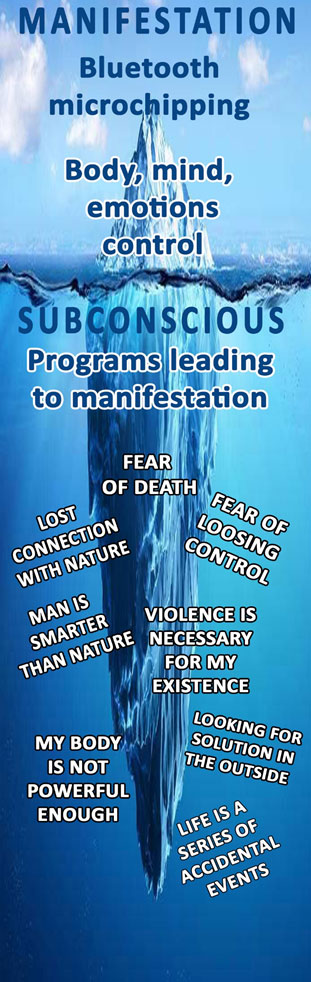 MANIFESTATION
Bluetooth
microchipping
Body, mind,
emotions
control
SUBCONSCIOUS
Programs leading
to manifestation
FEAR
OF DEATH
LOST
CONNECTION
WITH NATURE
FEAR OF
LOOSING
CONTROL
MAN IS
SMARTER
THAN NATURE
VIOLENCE IS
NECESSARY
FOR MY
EXISTENCE
MY BODY
IS NOT
POWERFUL
ENOUGH
LOOKING FOR
SOLUTION IN
THE OUTSIDE
LIFE IS A
SERIES OF
ACCIDENTAL
EVENTS